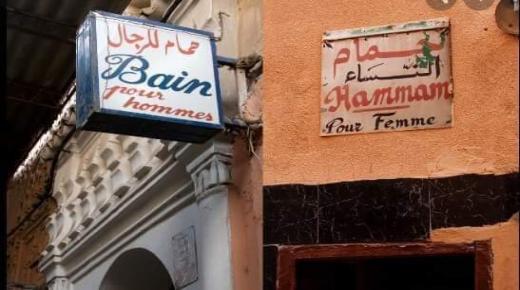 حمام للرجال
Bain
pour
hommes
حمام
النساء
Hammam
Pour Femme